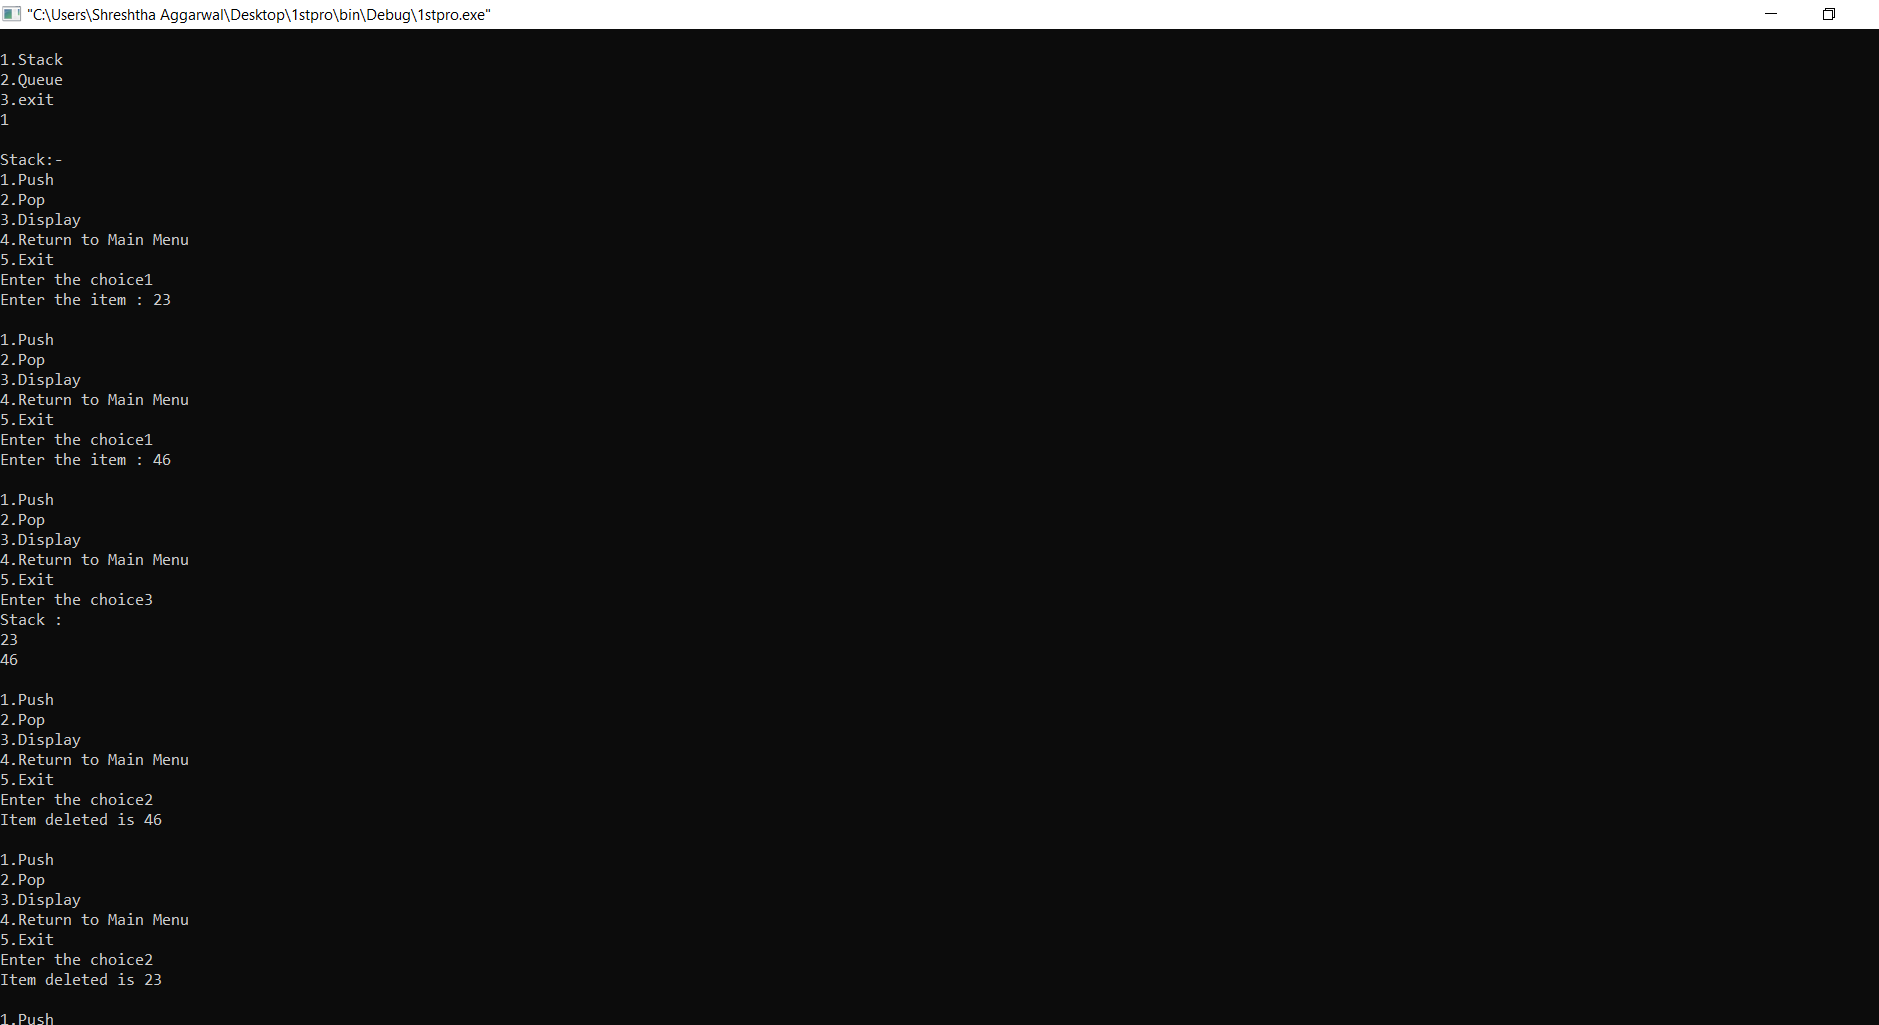 "C:\Users\Shreshtha Aggarwal\Desktop\1stpro\bin\Debug\1stpro.exe"
1.Stack
2.Queue
3.exit
1
Stack:-
1.Push
2.Pop
3.Display
4.Return to Main Menu
5.Exit
Enter the choice1
Enter the item : 23
1.Push
2.Pop
3.Display
4.Return to Main Menu
5.Exit
Enter the choice1
Enter the item : 46
1.Push
2.Pop
3.Display
4.Return to Main Menu
5.Exit
Enter the choice3
Stack :
23
46
1.Push
2.Pop
3.Display
4.Return to Main Menu
5.Exit
Enter the choice2
Item deleted is 46
1.Push
2.Pop
3.Display
4.Return to Main Menu
5.Exit
Enter the choice2
Item deleted is 23
1.Push